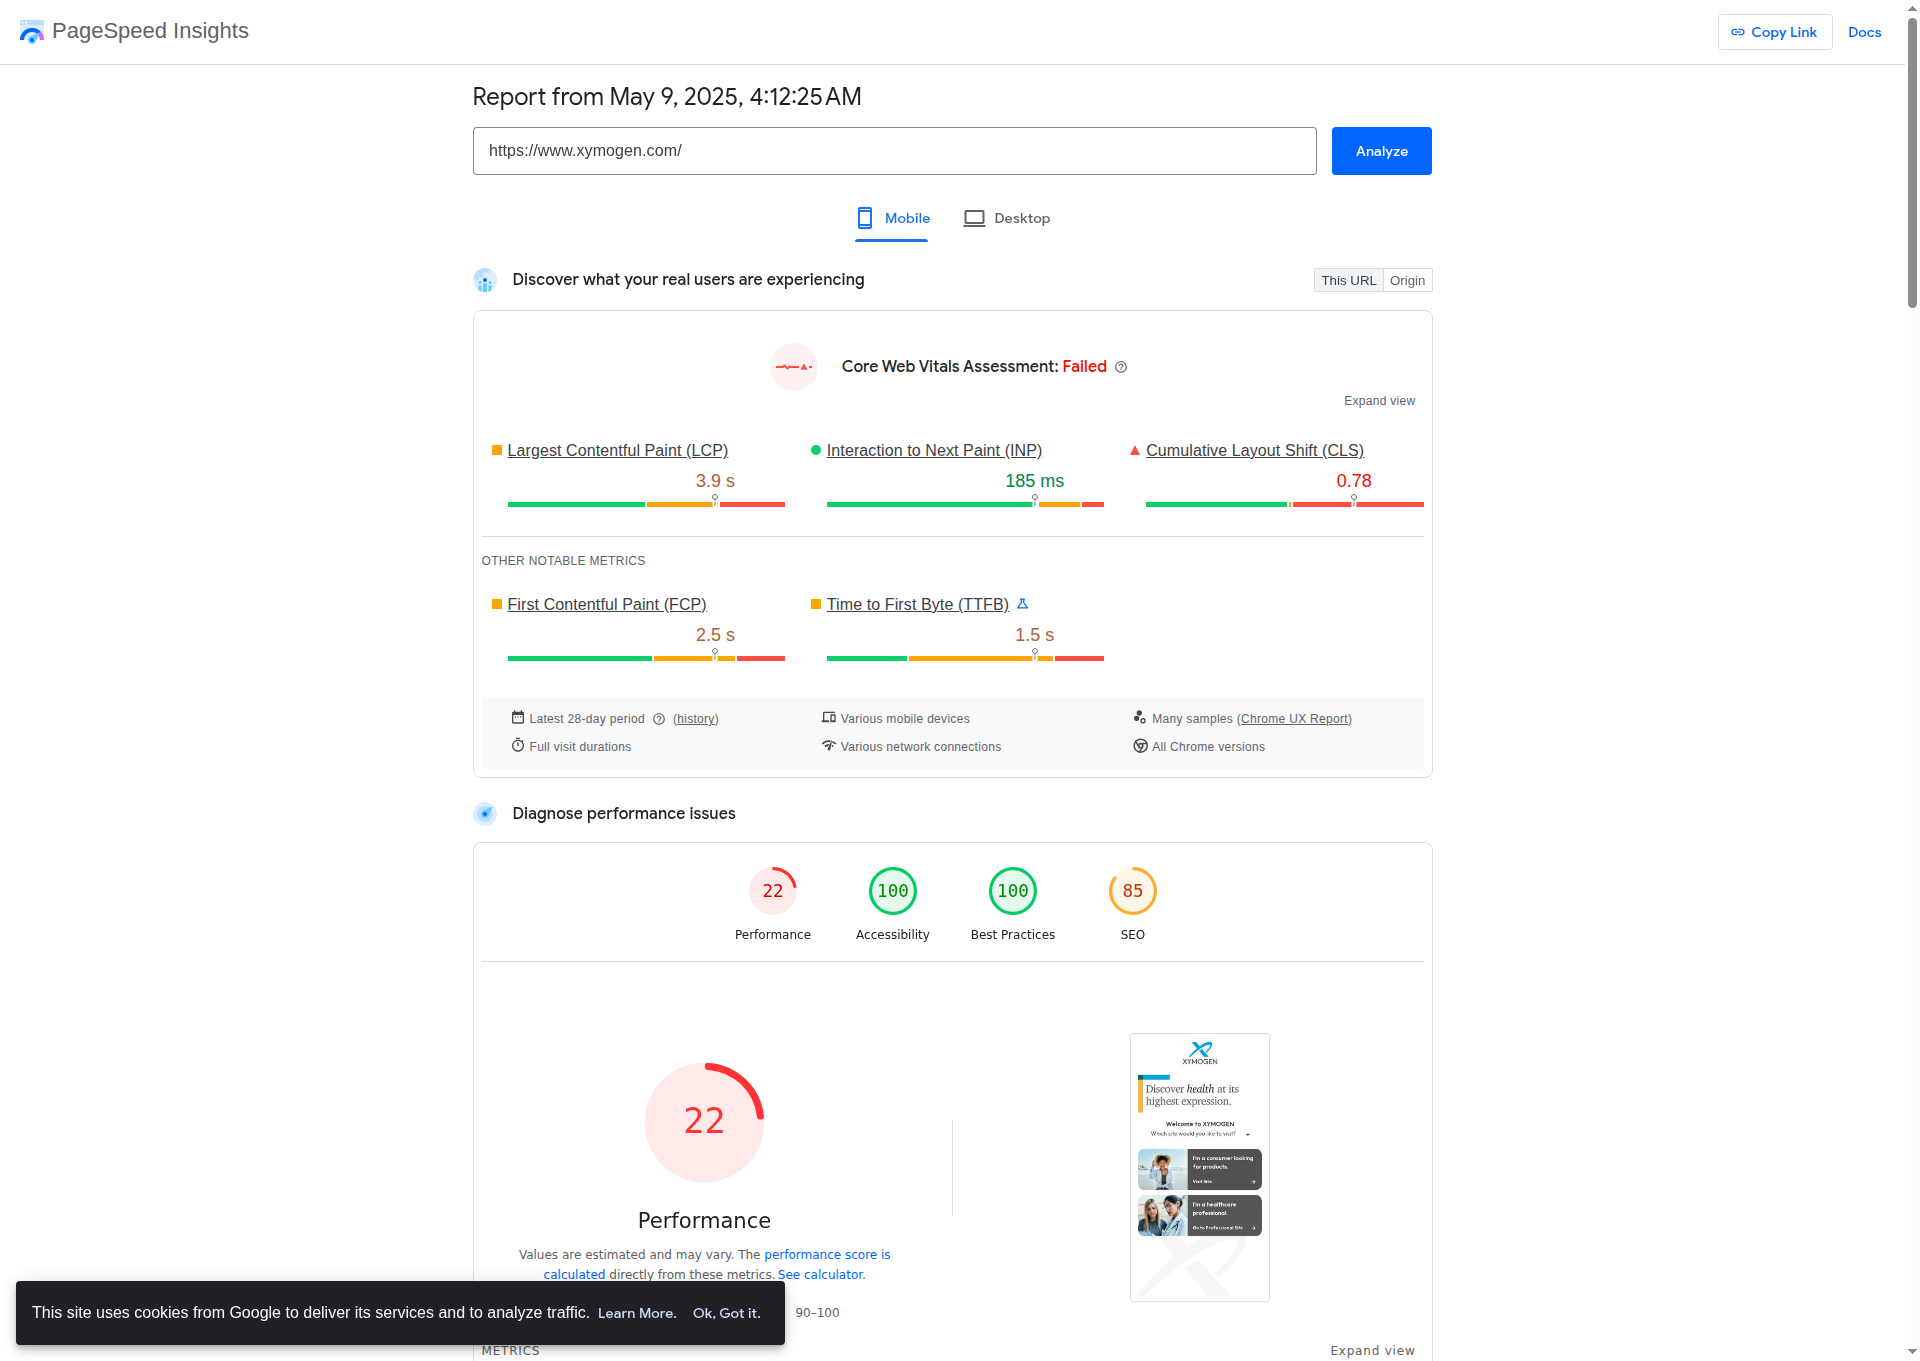 PageSpeed Insights
Copy Link
Docs
Report from May 9, 2025, 4:12:25 AM
https://www.xymogen.com/
Analyze
Mobile
Desktop
Discover what your real users are experiencing
This URL
Origin
Core Web Vitals Assessment: Failed
Expand view
Largest Contentful Paint (LCP)
3.9 s
Interaction to Next Paint (INP)
185 ms
Cumulative Layout Shift (CLS)
0.78
OTHER NOTABLE METRICS
First Contentful Paint (FCP)
2.5 s
Time to First Byte (TTFB)
1.5 s
Latest 28-day period (history)
Various mobile devices
Many samples (Chrome UX Report)
Full visit durations
Various network connections
All Chrome versions
Diagnose performance issues
22
Performance
100
Accessibility
100
Best Practices
85
SEO
22
Performance
Values are estimated and may vary. The performance score is
calculated directly from these metrics. See calculator.
90–100
XYMOGEN
Discover health at its
highest expression.
Welcome to XYMOGEN
Which site would you like to visit?
I'm a consumer looking
for products.
Visit Site
I'm a healthcare
professional.
Go to Professional Site
This site uses cookies from Google to deliver its services and to analyze traffic. Learn More. Ok, Got it.
METRICS
Expand view